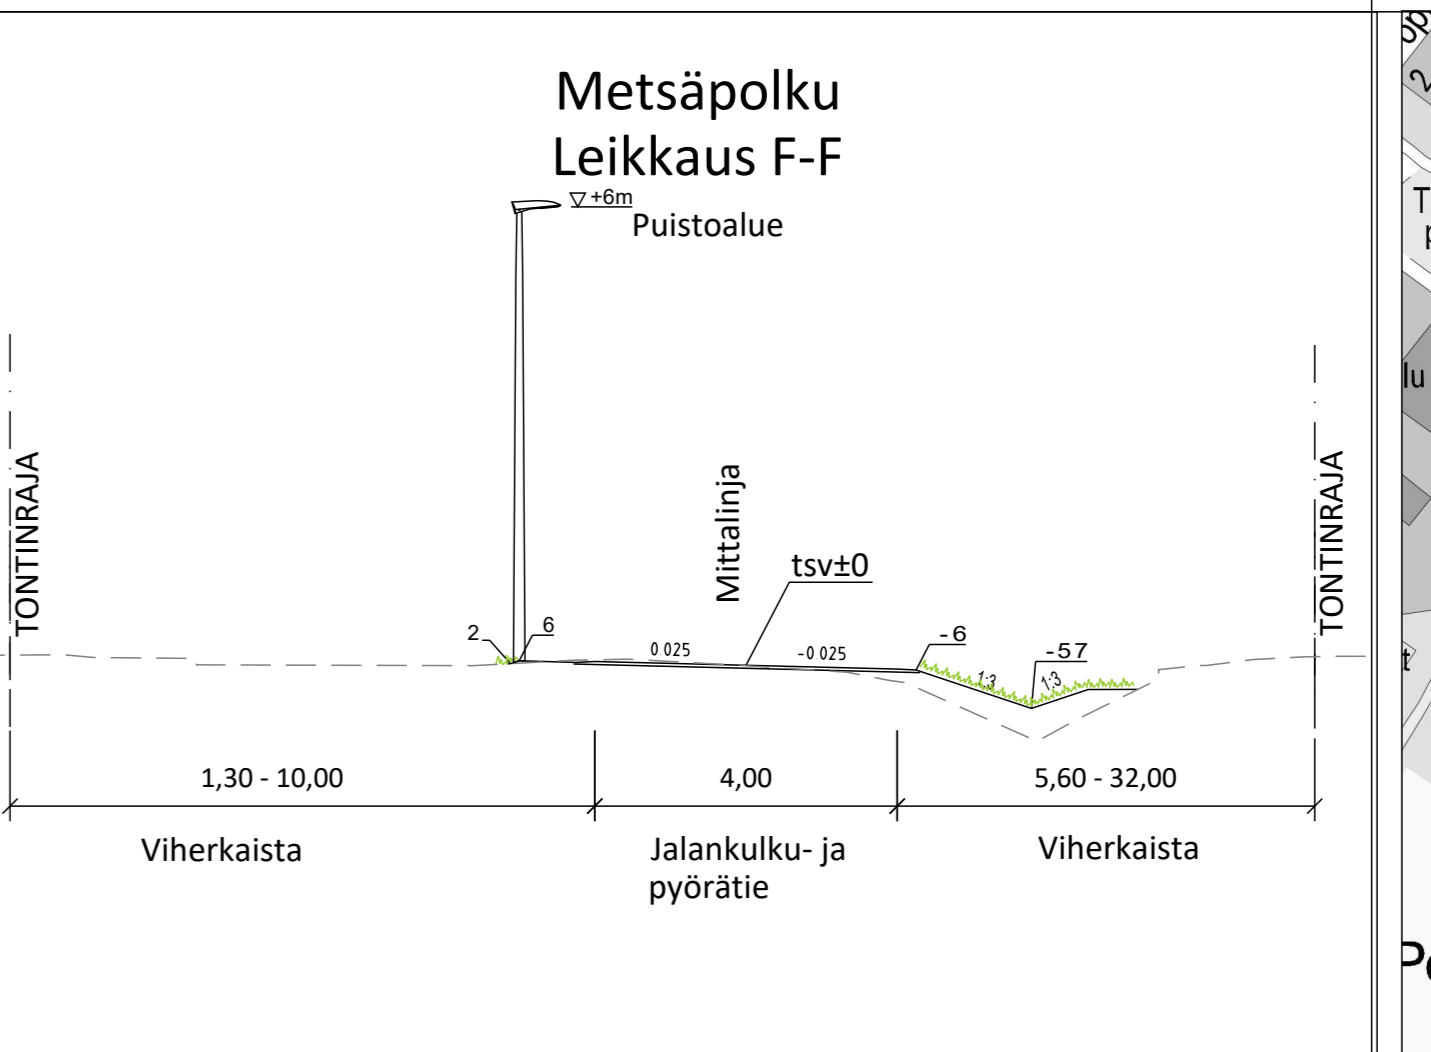 Metsäpolku
Leikkaus F-F
+6m
Puistoalue
TONTINRAJA
Mittalinja
TONTINRAJA
tsv±0
2
6
0 025
-0 025
-6
-57
1:3
1:3
1,30 - 10,00
4,00
5,60 - 32,00
Viherkaista
Jalankulku- ja
pyörätie
Viherkaista
lu